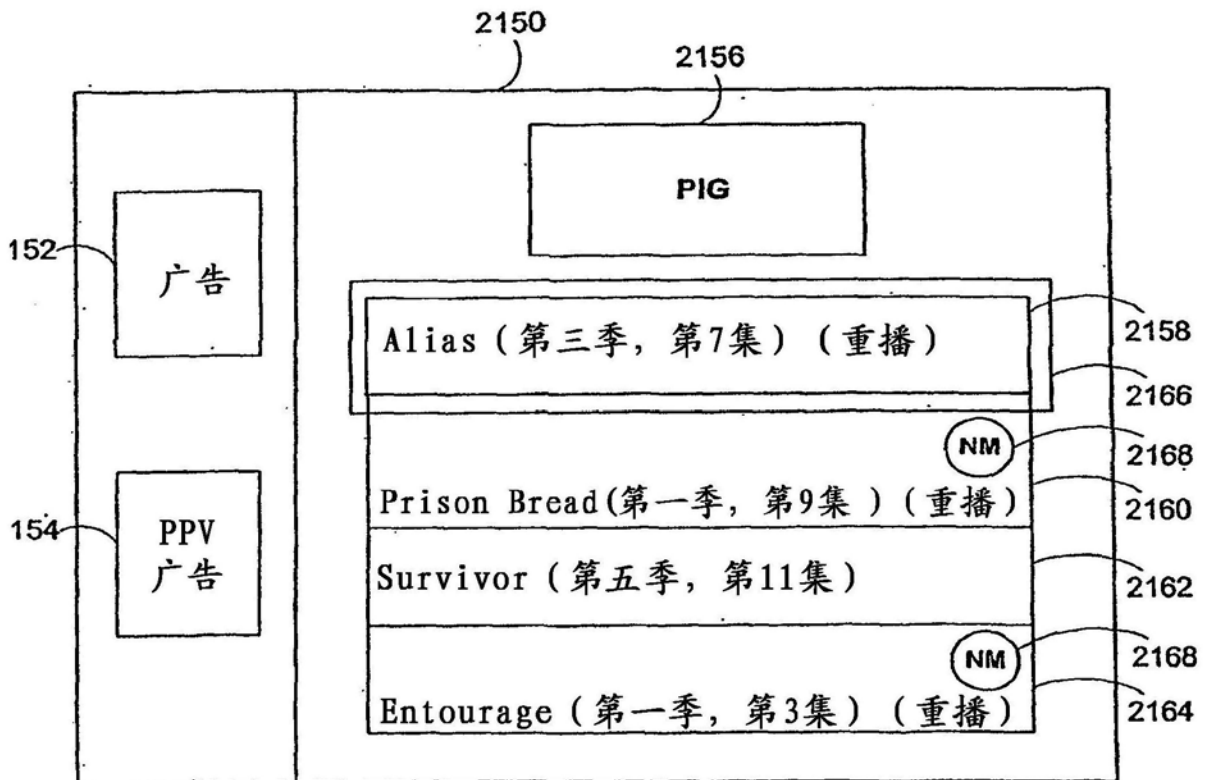 2150
2156
PIG
152
广告
Alias（第三季，第7集）（重播）
2158
2166
NM
2168
Prison Bread(第一季，第9集）（重播）
2160
154
PPV
广告
Survivor（第五季，第11集）
2162
NM
2168
Entourage（第一季，第3集）（重播）
2164